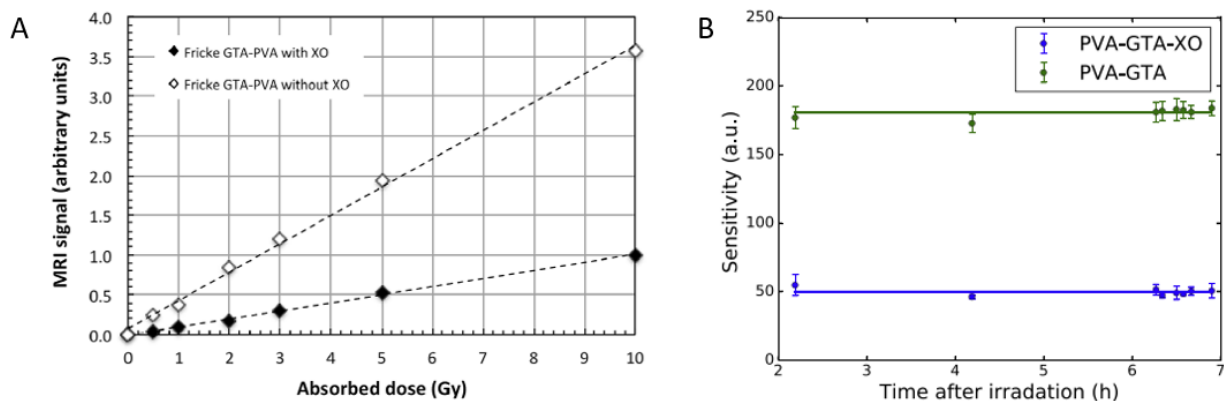 A
MRI signal (arbitrary units)
4.0
3.5
3.0
2.5
2.0
1.5
1.0
0.5
0.0
Fricke GTA-PVA with XO
Fricke GTA-PVA without XO
0 1 2 3 4 5 6 7 8 9 10
Absorbed dose (Gy)
B
Sensitivity (a.u.)
250
200
150
100
50
0
PVA-GTA-XO
PVA-GTA
2 3 4 5 6 7
Time after irradation (h)